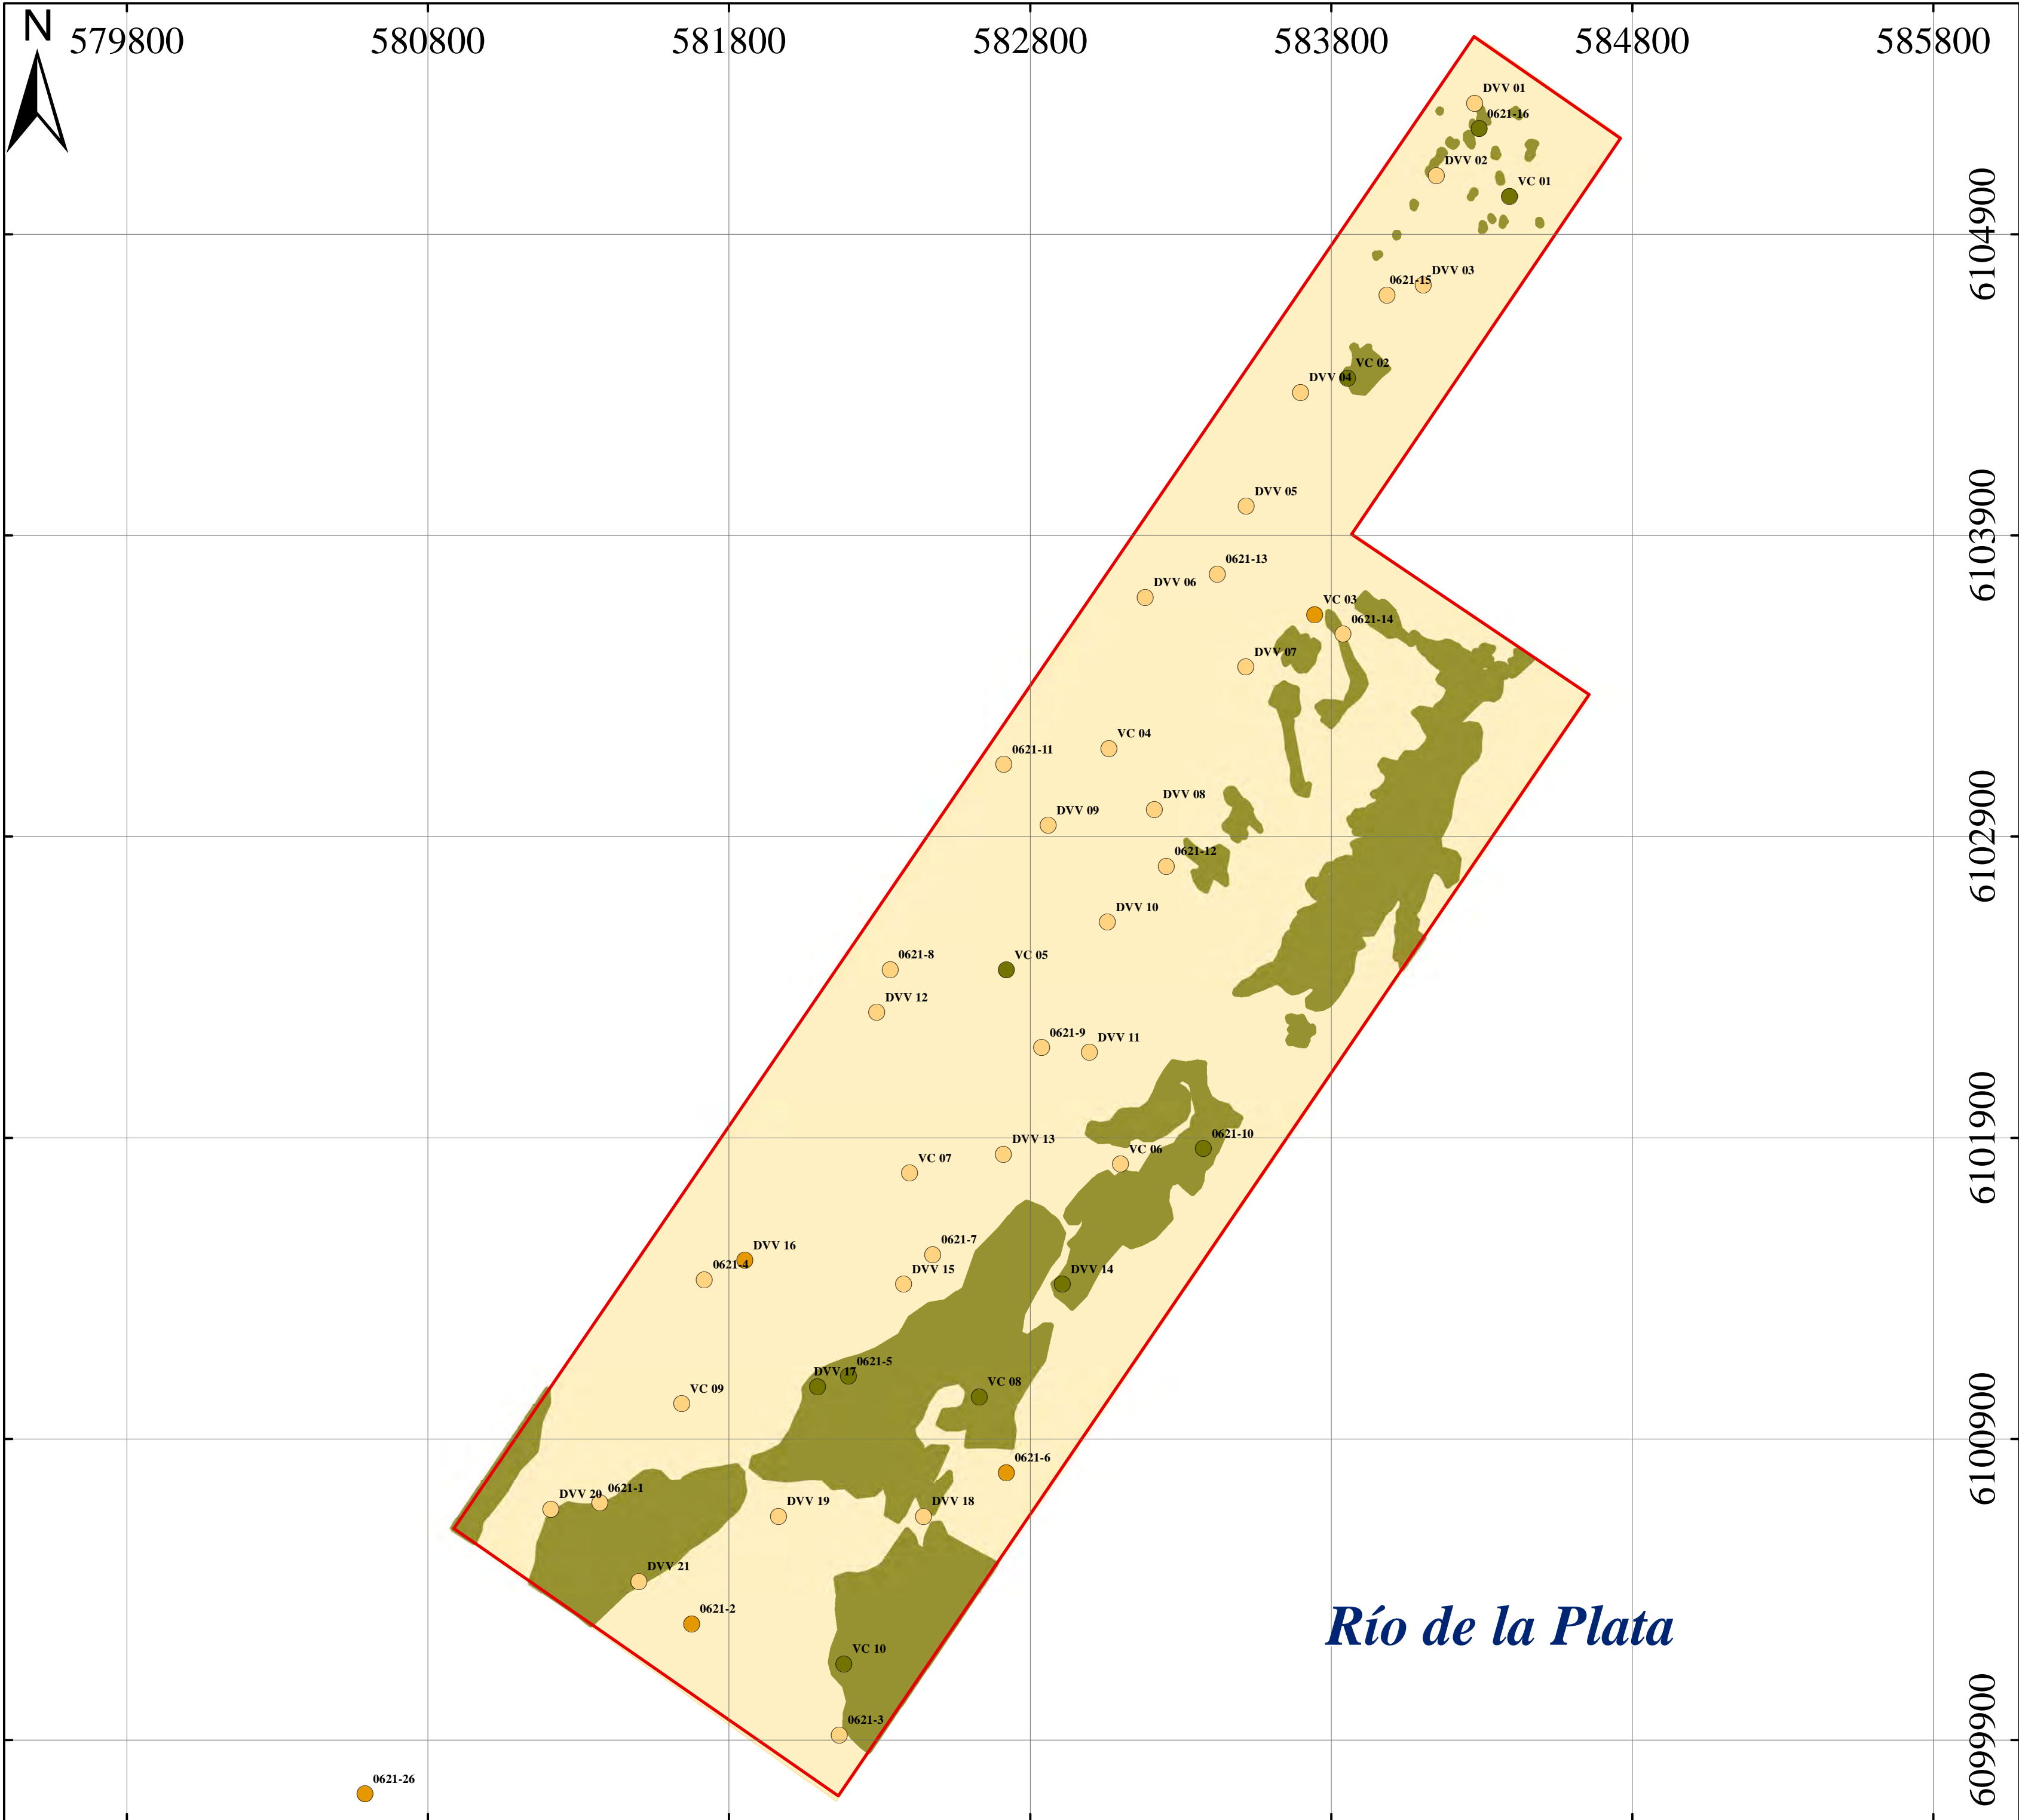 N
579800 580800 581800 582800 583800 584800 585800
DVV 01
0621-16
DVV 02
VC 01
6104900
DVV 03
0621-15
VC 02
DVV 04
DVV 05
6103900
0621-13
DVV 06
VC 03
0621-14
DVV 07
VC 04
0621-11
DVV 08
DVV 09
6102900
0621-12
DVV 10
0621-8
VC 05
DVV 12
0621-9
DVV 11
6101900
0621-10
DVV 13
VC 06
VC 07
0621-7
DVV 16
0621-4
DVV 15
DVV 14
0621-5
DVV 17
VC 08
VC 09
6100900
0621-6
0621-1
DVV 20
DVV 19
DVV 18
DVV 21
0621-2
Río de la Plata
VC 10
0621-3
6099900
0621-26